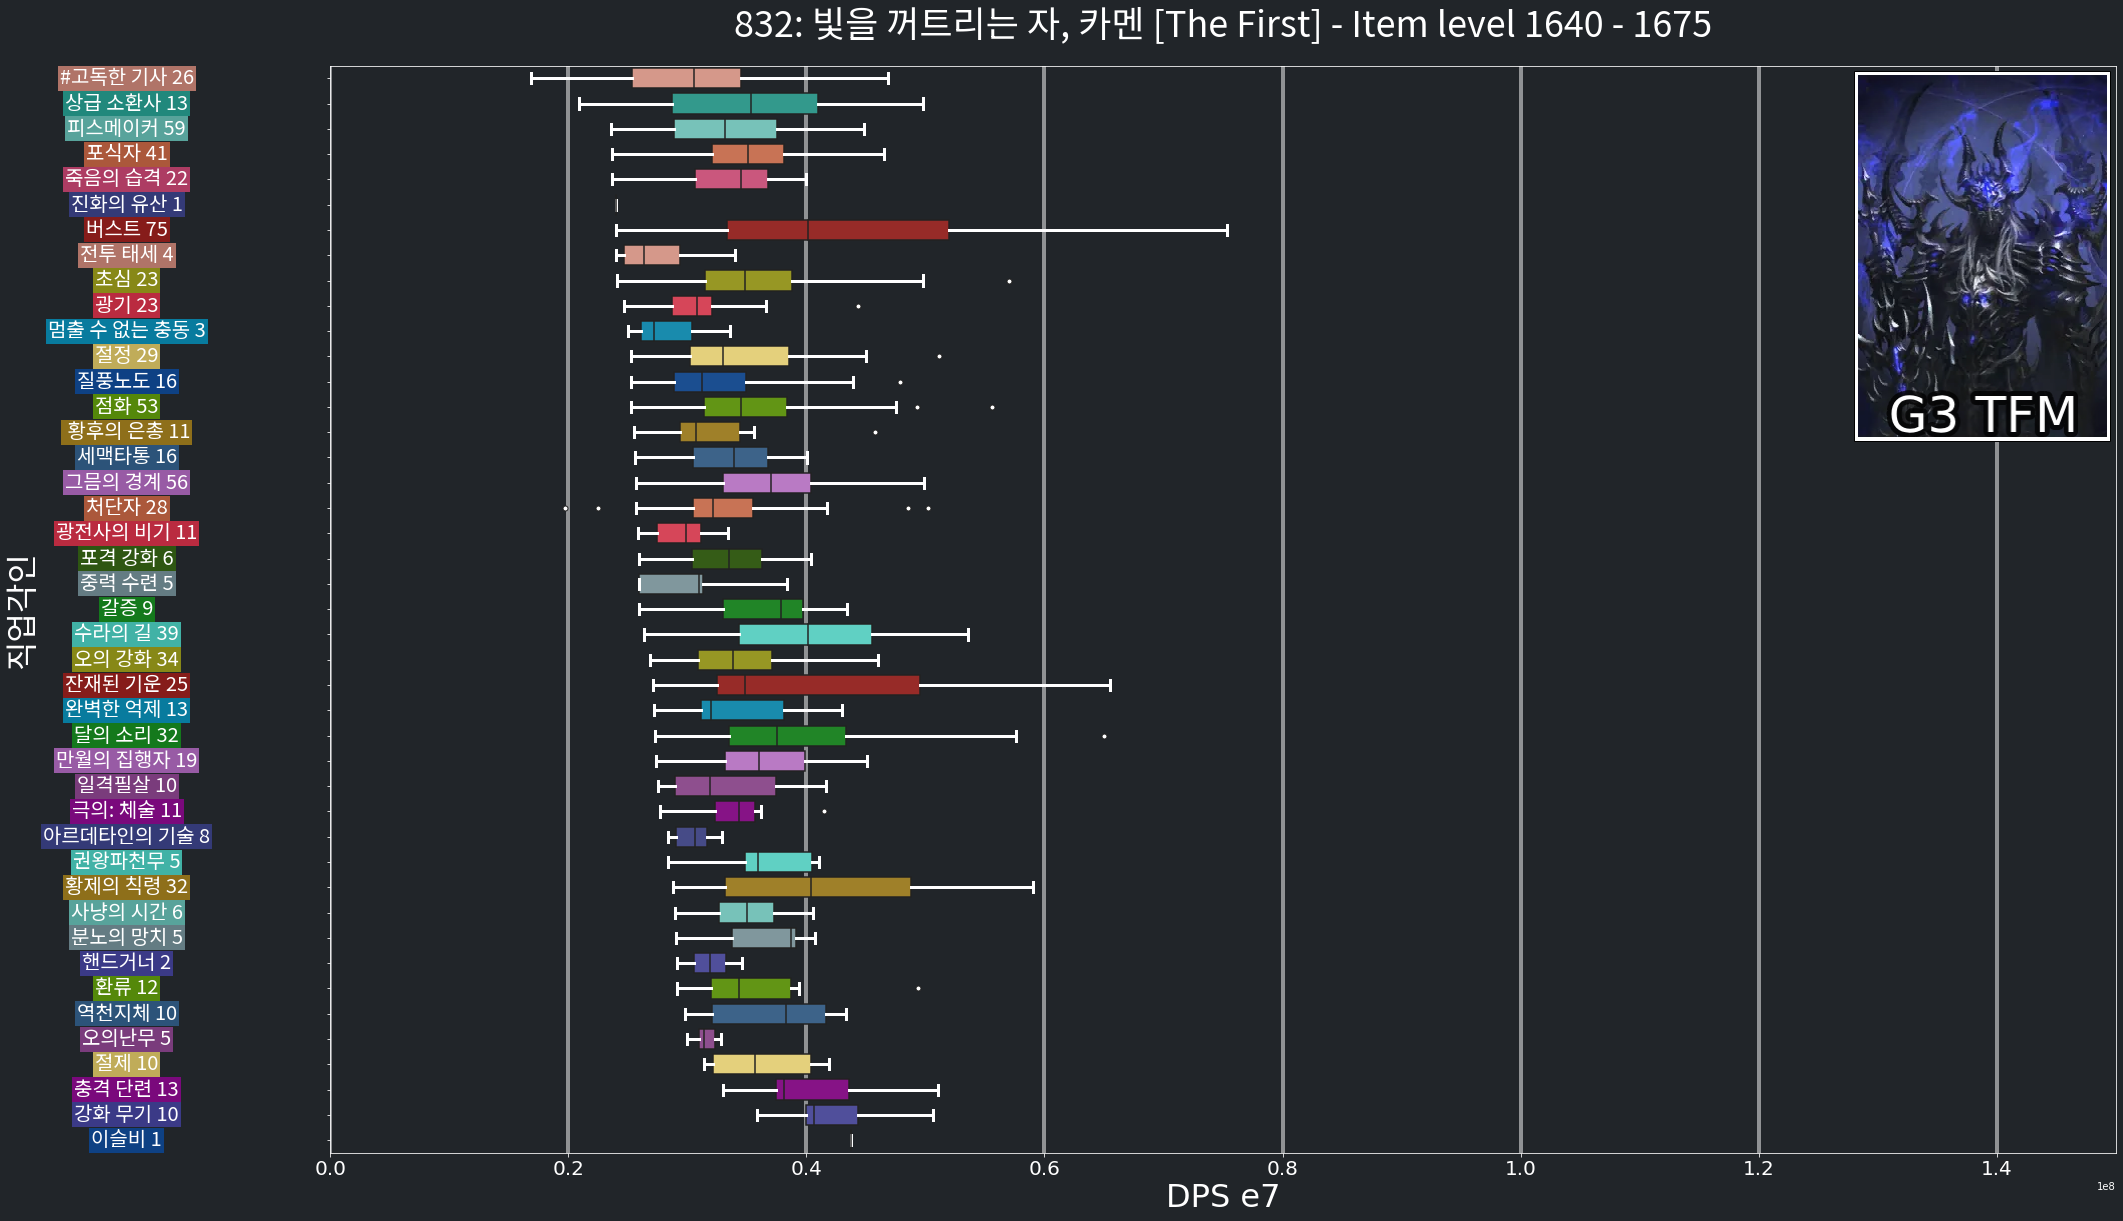 832: 빛을 꺼트리는 자, 카멘 [The First] - Item level 1640 - 1675
#고독한 기사 26
상급 소환사 13
피스메이커 59
포식자 41
죽음의 습격 22
진화의 유산 1
버스트 75
전투 태세 4
초심 23
광기 23
멈출 수 없는 충동 3
절정 29
질풍노도 16
점화 53
황후의 은총 11
세맥타통 16
그믐의 경계 56
처단자 28
광전사의 비기 11
포격 강화 6
중력 수련 5
갈증 9
수라의 길 39
오의 강화 34
잔재된 기운 25
완벽한 억제 13
달의 소리 32
만월의 집행자 19
일격필살 10
극의: 체술 11
아르데타인의 기술 8
권왕파천무 5
황제의 칙령 32
사냥의 시간 6
분노의 망치 5
핸드거너 2
환류 12
역천지체 10
오의난무 5
절제 10
충격 단련 13
강화 무기 10
이슬비 1
직업각인
G3 TFM
0.0 0.2 0.4 0.6 0.8 1.0 1.2 1.4
1e8
DPS e7